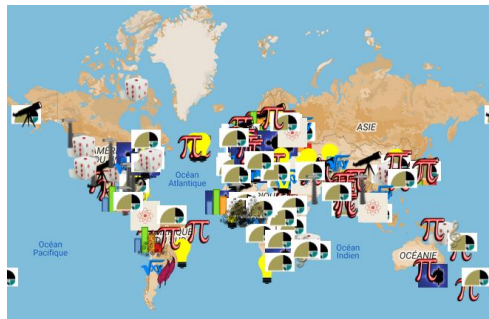 ASIE
Océan
Atlantique
Océan
Pacifique
Océan
Indien
OCÉANIE